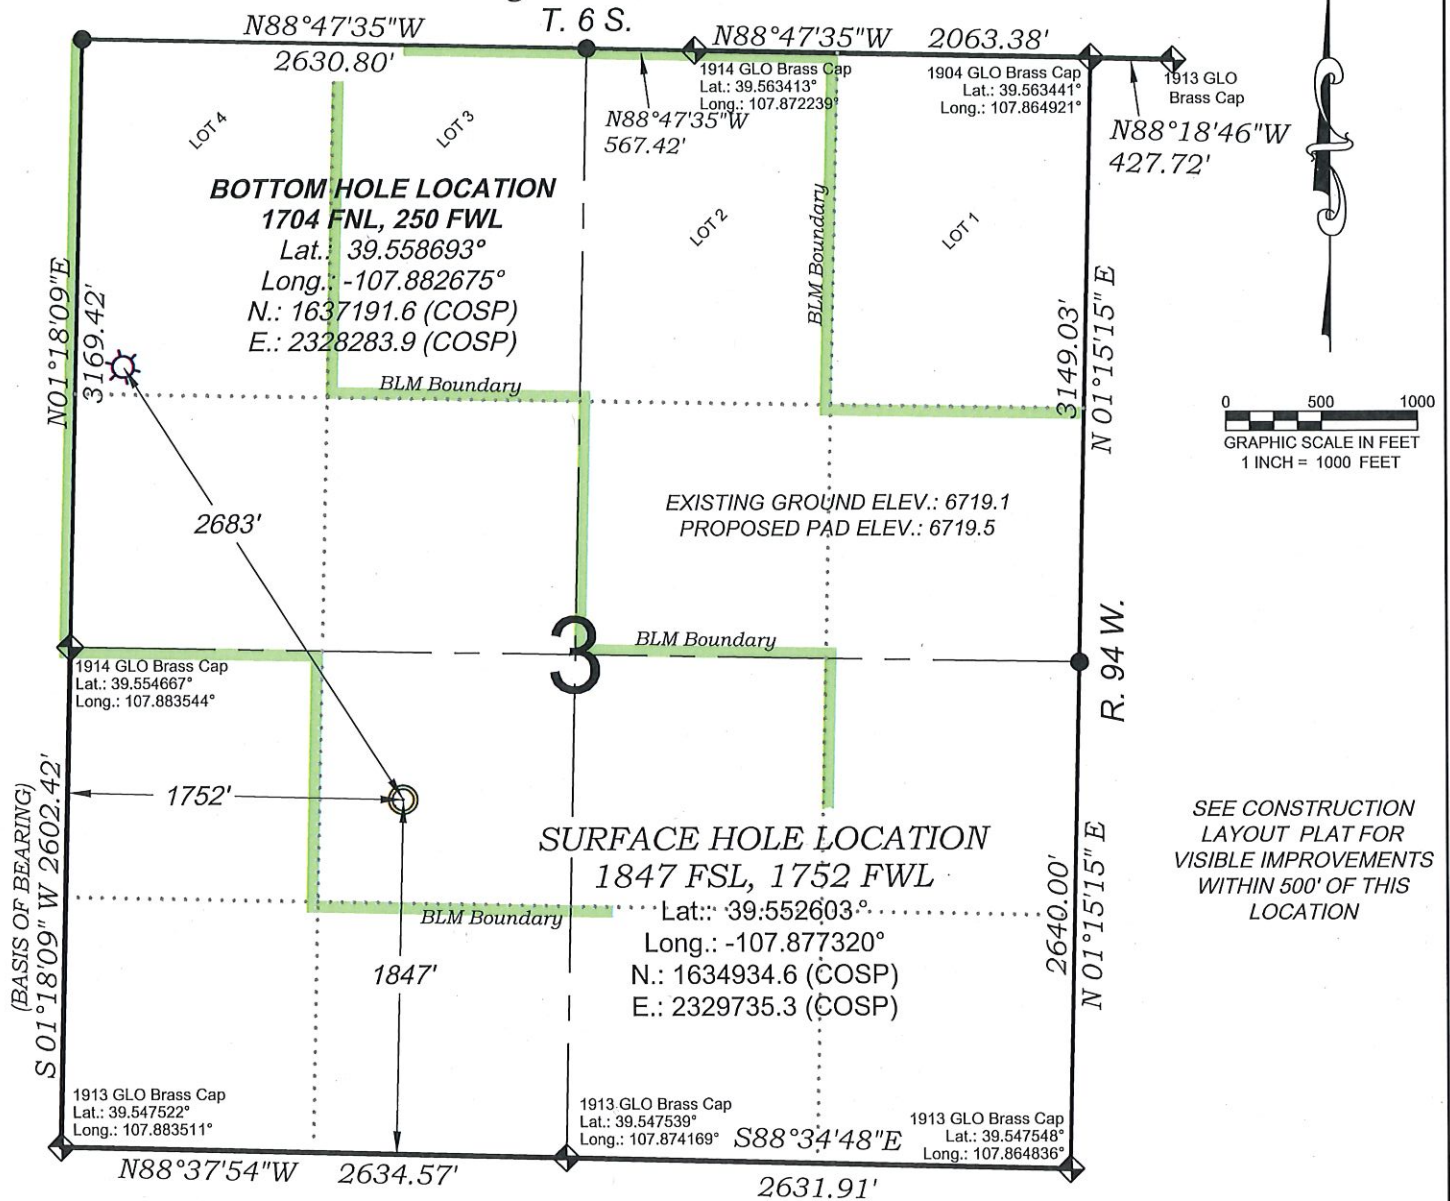 T. 6 S.
N88°47'35"W
2630.80'
N88°47'35"W 2063.38'
1914 GLO Brass Cap
Lat.: 39.563413°
Long.: 107.872239°
1904 GLO Brass Cap
Lat.: 39.563441°
Long.: 107.864921°
1913 GLO
Brass Cap
N88°47'35"W
567.42'
N88°18'46"W
427.72'
LOT 4
LOT 3
LOT 2
LOT 1
BOTTOM HOLE LOCATION
1704 FNL, 250 FWL
Lat.: 39.558693°
Long.: -107.882675°
N.: 1637191.6 (COSP)
E.: 2328283.9 (COSP)
BLM Boundary
N01°18'09"E
3169.42'
3149.03'
N 01°15'15" E
0 500 1000
GRAPHIC SCALE IN FEET
1 INCH = 1000 FEET
BLM Boundary
2683'
EXISTING GROUND ELEV.: 6719.1
PROPOSED PAD ELEV.: 6719.5
3
BLM Boundary
R. 94 W.
1914 GLO Brass Cap
Lat.: 39.554667°
Long.: 107.883544°
1752'
(BASIS OF BEARING)
S 01°18'09" W 2602.42'
SURFACE HOLE LOCATION
1847 FSL, 1752 FWL
Lat.: 39.552603°
Long.: -107.877320°
N.: 1634934.6 (COSP)
E.: 2329735.3 (COSP)
BLM Boundary
1847'
2640.00'
N 01°15'15" E
SEE CONSTRUCTION
LAYOUT PLAT FOR
VISIBLE IMPROVEMENTS
WITHIN 500' OF THIS
LOCATION
1913 GLO Brass Cap
Lat.: 39.547522°
Long.: 107.883511°
1913 GLO Brass Cap
Lat.: 39.547539°
Long.: 107.874169°
1913 GLO Brass Cap
Lat.: 39.547548°
Long.: 107.864836°
N88°37'54"W 2634.57'
S88°34'48"E
2631.91'